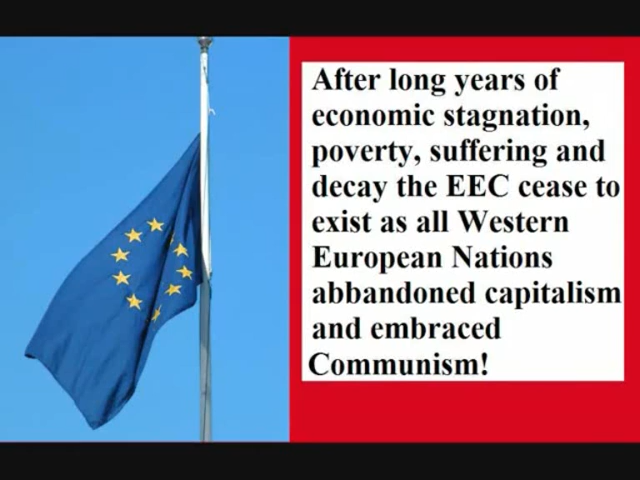 After long years of
economic stagnation,
poverty, suffering and
decay the EEC cease to
exist as all Western
European Nations
abbandoned capitalism
and embraced
Communism!